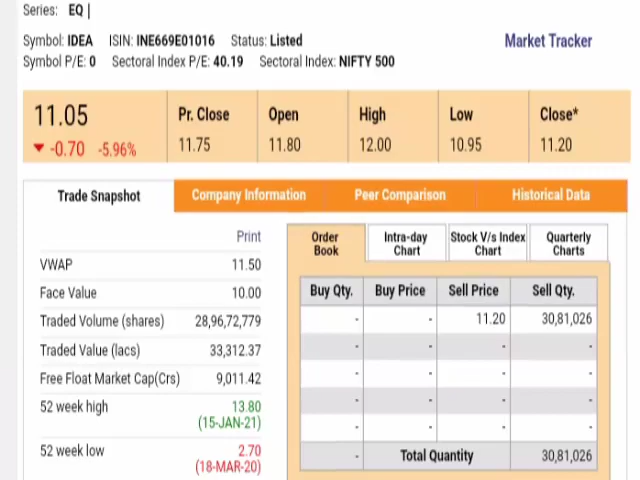 Series: EQ |
Symbol: IDEA ISIN: INE669E01016 Status: Listed Market Tracker
Symbol P/E: 0 Sectoral Index P/E: 40.19 Sectoral Index: NIFTY 500
11.05 Pr. Close Open High Low Close*
-0.70 -5.96% 11.75 11.80 12.00 10.95 11.20
Trade Snapshot Company Information Peer Comparison Historical Data
Print
VWAP 11.50
Face Value 10.00
Traded Volume (shares) 28,96,72,779
Traded Value (lacs) 33,312.37
Free Float Market Cap(Crs) 9,011.42
52 week high 13.80
(15-JAN-21)
52 week low 2.70
(18-MAR-20)
Order Book Intra-day Chart Stock V/s Index Chart Quarterly Charts
Buy Qty. Buy Price Sell Price Sell Qty.
- - 11.20 30,81,026
- - - -
- - - -
- - - -
- - - -
- Total Quantity 30,81,026